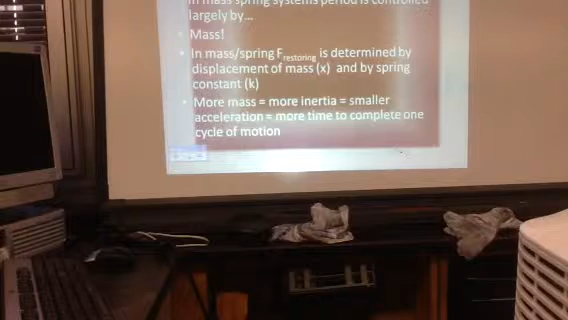 In mass spring systems period is controlled
largely by...
Mass!
In mass/spring Frestoring is determined by
displacement of mass (x) and by spring
constant (k)
More mass = more inertia = smaller
acceleration = more time to complete one
cycle of motion